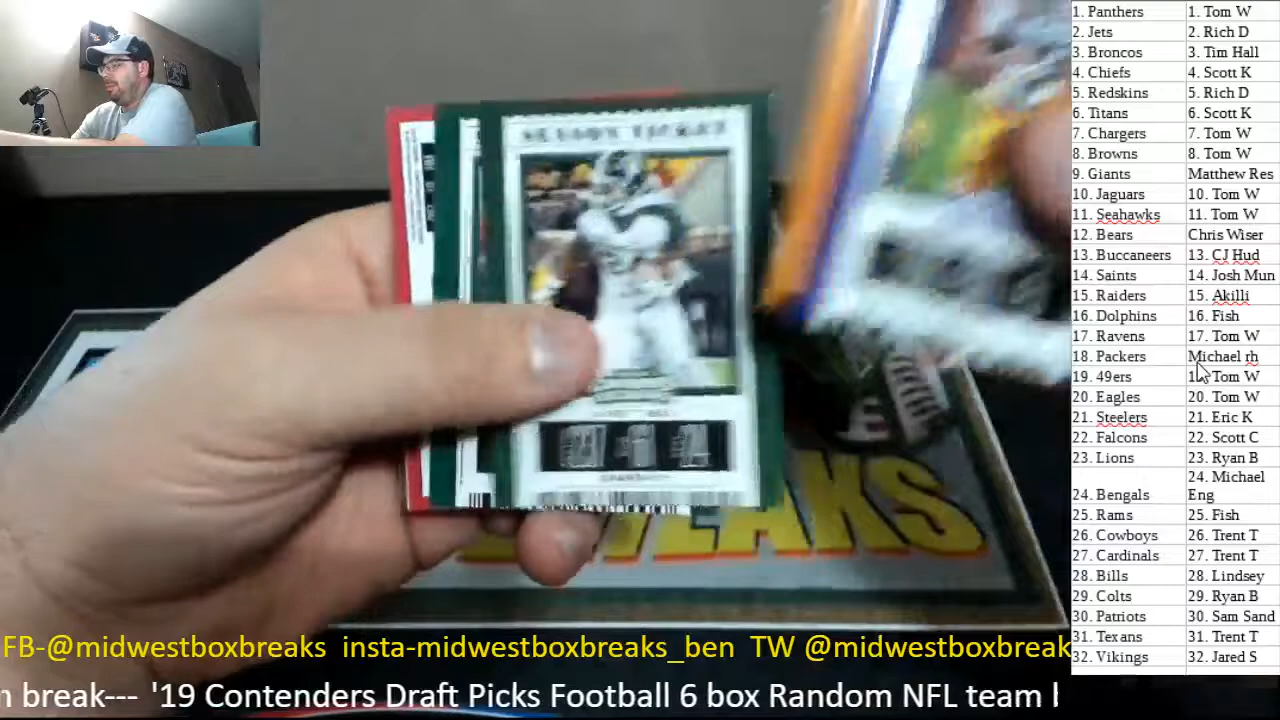 1. Panthers 1. Tom W
2. Jets 2. Rich D
3. Broncos 3. Tim Hall
4. Chiefs 4. Scott K
5. Redskins 5. Rich D
6. Titans 6. Scott K
7. Chargers 7. Tom W
8. Browns 8. Tom W
9. Giants Matthew Res
10. Jaguars 10. Tom W
11. Seahawks 11. Tom W
12. Bears Chris Wiser
13. Buccaneers 13. CJ Hud
14. Saints 14. Josh Mun
15. Raiders 15. Akilli
16. Dolphins 16. Fish
17. Ravens 17. Tom W
18. Packers Michael rh
19. 49ers Tom W
20. Eagles 20. Tom W
21. Steelers 21. Eric K
22. Falcons 22. Scott C
23. Lions 23. Ryan B
24. Bengals 24. Michael
Eng
25. Rams 25. Fish
26. Cowboys 26. Trent T
27. Cardinals 27. Trent T
28. Bills 28. Lindsey
29. Colts 29. Ryan B
30. Patriots 30. Sam Sand
31. Texans 31. Trent T
32. Vikings 32. Jared S
FB-@midwestboxbreaks insta-midwestboxbreaks_ben TW @midwestboxbreak
break--- '19 Contenders Draft Picks Football 6 box Random NFL team